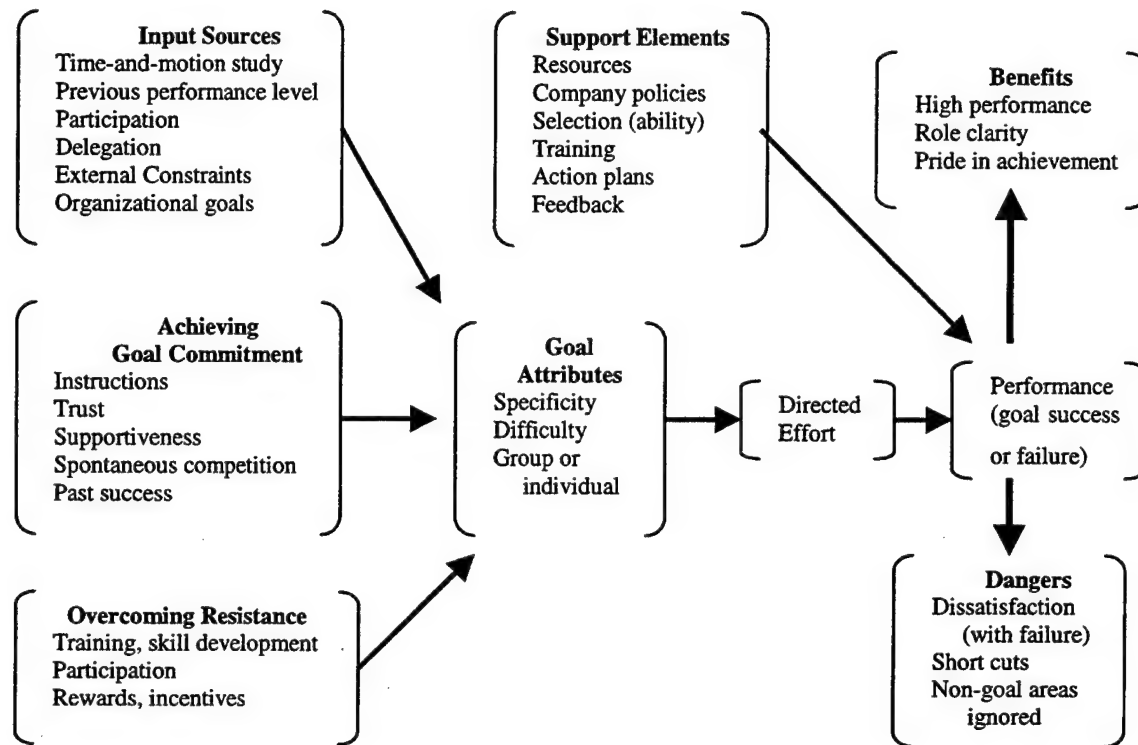 Input Sources
Time-and-motion study
Previous performance level
Participation
Delegation
External Constraints
Organizational goals
Support Elements
Resources
Company policies
Selection (ability)
Training
Action plans
Feedback
Benefits
High performance
Role clarity
Pride in achievement
Achieving
Goal Commitment
Instructions
Trust
Supportiveness
Spontaneous competition
Past success
Goal
Attributes
Specificity
Difficulty
Group or
individual
Directed
Effort
Performance
(goal success
or failure)
Overcoming Resistance
Training, skill development
Participation
Rewards, incentives
Dangers
Dissatisfaction
(with failure)
Short cuts
Non-goal areas
ignored